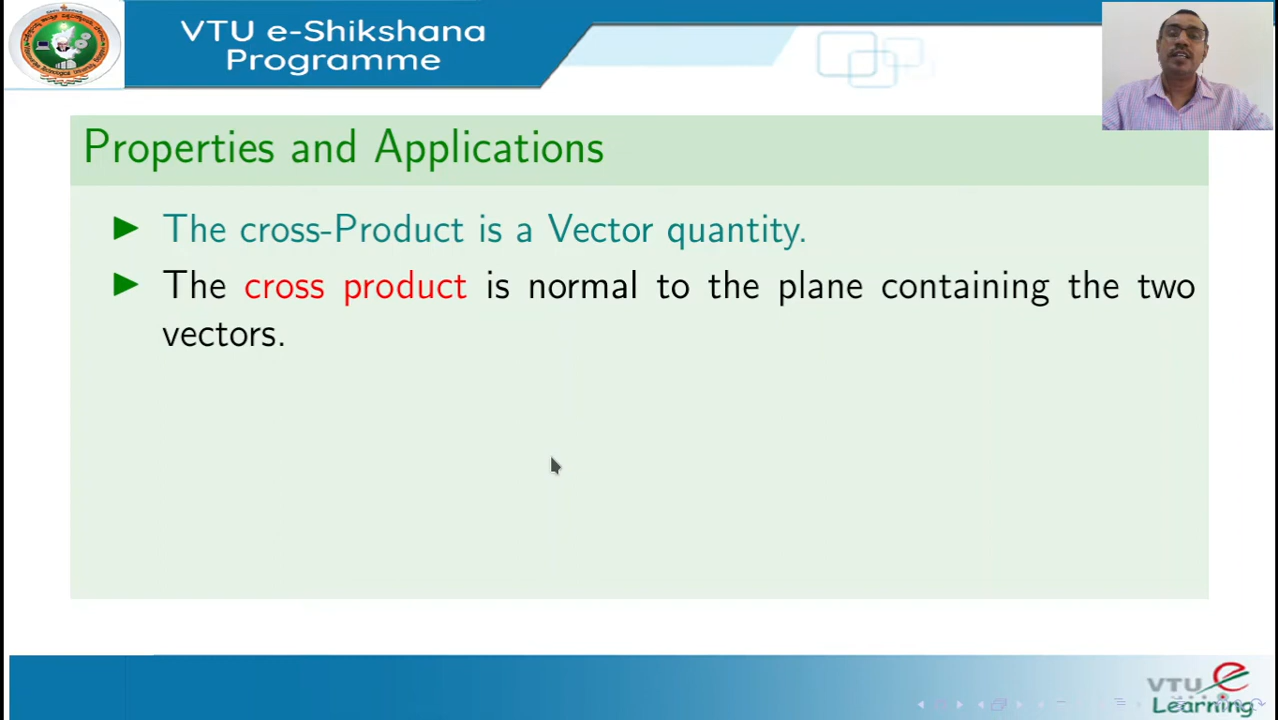 VTU e-Shikshana
Programme
Properties and Applications
The cross-Product is a Vector quantity.
The cross product is normal to the plane containing the two
vectors.
VTU e
Learning